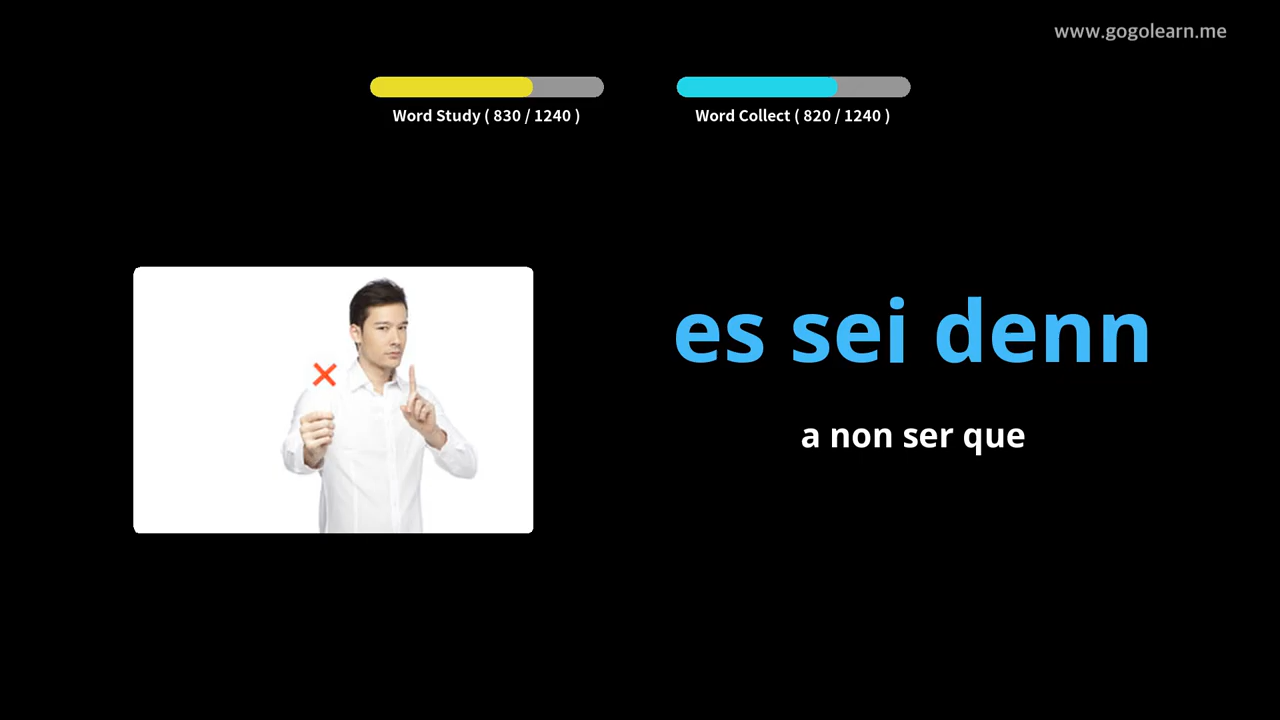 www.gogolearn.me
Word Study ( 830 / 1240 )
Word Collect ( 820 / 1240 )
es sei denn
a non ser que